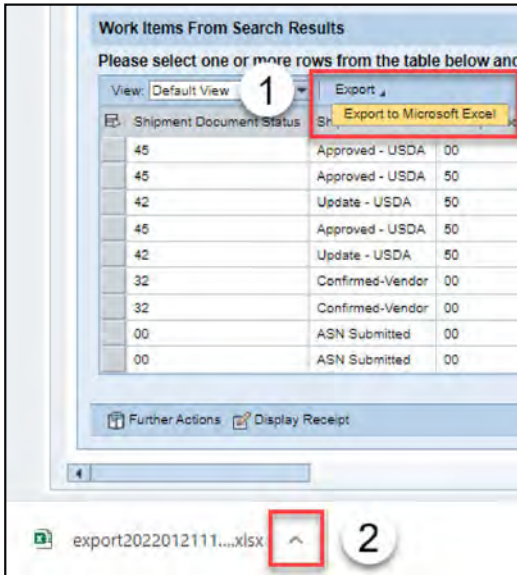 Work Items From Search Results
Please select one or more rows from the table below and
View: Default View 1 Export
Export to Microsoft Excel
Shipment Document Status
45 Approved - USDA 00
45 Approved - USDA 50
42 Update - USDA 50
45 Approved - USDA 50
42 Update - USDA 50
32 Confirmed-Vendor 00
32 Confirmed-Vendor 00
00 ASN Submitted 00
00 ASN Submitted 00
Further Actions Display Receipt
export2022012111....xlsx 2